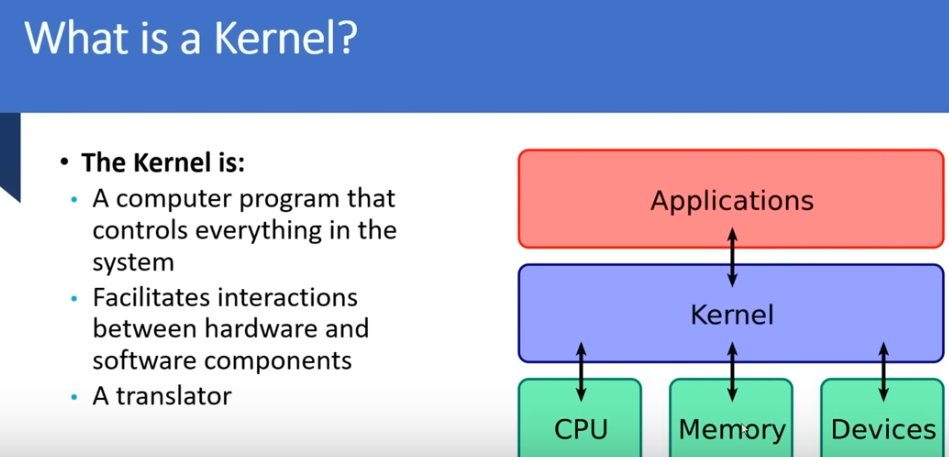 What is a Kernel?
• The Kernel is:
• A computer program that
controls everything in the
system
• Facilitates interactions
between hardware and
software components
• A translator
Applications
Kernel
CPU
Memory
Devices